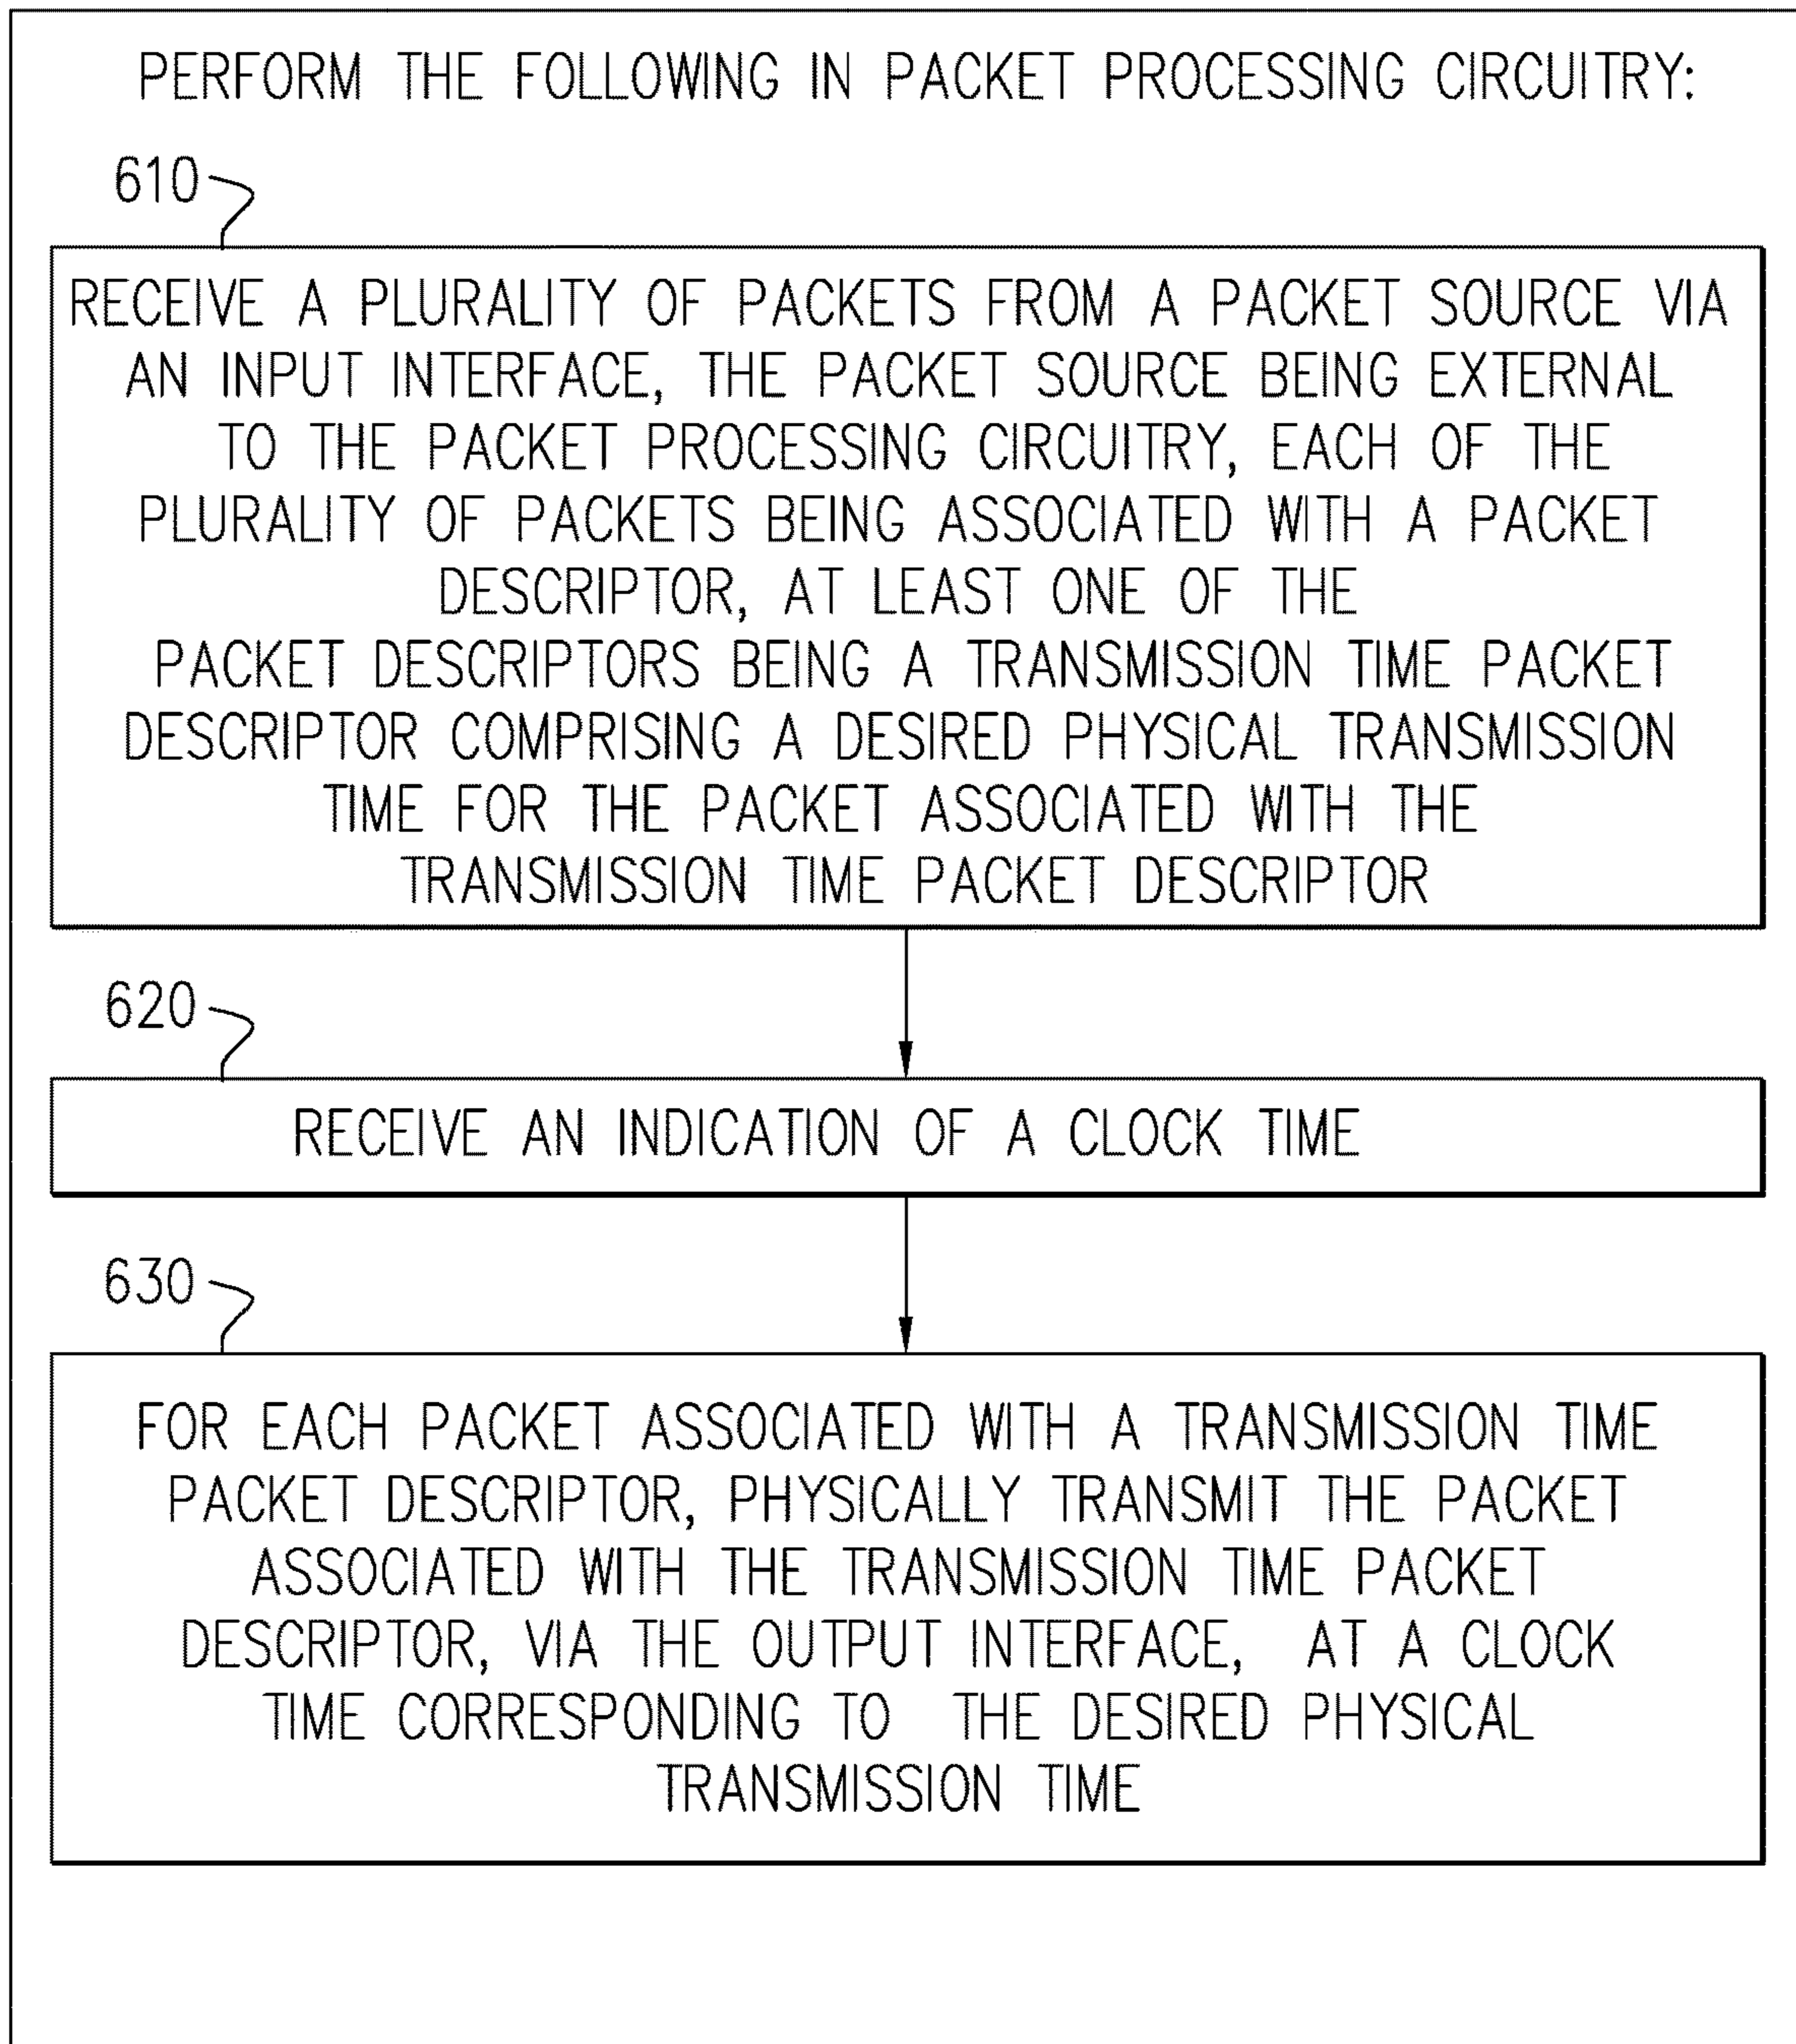 PERFORM THE FOLLOWING IN PACKET PROCESSING CIRCUITRY:
610
RECEIVE A PLURALITY OF PACKETS FROM A PACKET SOURCE VIA
AN INPUT INTERFACE, THE PACKET SOURCE BEING EXTERNAL
TO THE PACKET PROCESSING CIRCUITRY, EACH OF THE
PLURALITY OF PACKETS BEING ASSOCIATED WITH A PACKET
DESCRIPTOR, AT LEAST ONE OF THE
PACKET DESCRIPTORS BEING A TRANSMISSION TIME PACKET
DESCRIPTOR COMPRISING A DESIRED PHYSICAL TRANSMISSION
TIME FOR THE PACKET ASSOCIATED WITH THE
TRANSMISSION TIME PACKET DESCRIPTOR
620
RECEIVE AN INDICATION OF A CLOCK TIME
630
FOR EACH PACKET ASSOCIATED WITH A TRANSMISSION TIME
PACKET DESCRIPTOR, PHYSICALLY TRANSMIT THE PACKET
ASSOCIATED WITH THE TRANSMISSION TIME PACKET
DESCRIPTOR, VIA THE OUTPUT INTERFACE, AT A CLOCK
TIME CORRESPONDING TO THE DESIRED PHYSICAL
TRANSMISSION TIME